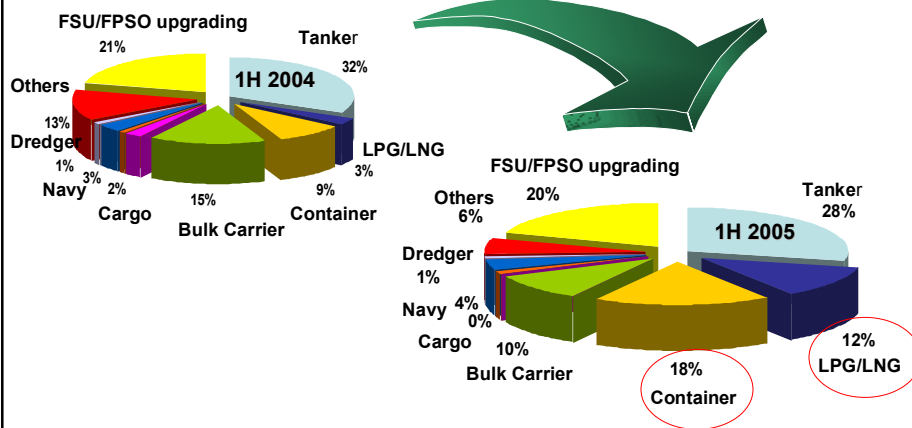 FSU/FPSO upgrading
21%
Tanker
32%
1H 2004
Others
13%
Dredger
1%
3%
Navy
2%
Cargo
15%
Bulk Carrier
9%
Container
LPG/LNG
3%
FSU/FPSO upgrading
20%
Tanker
28%
1H 2005
Others
6%
Dredger
1%
Navy 4%
0%
Cargo
10%
Bulk Carrier
18%
Container
12%
LPG/LNG